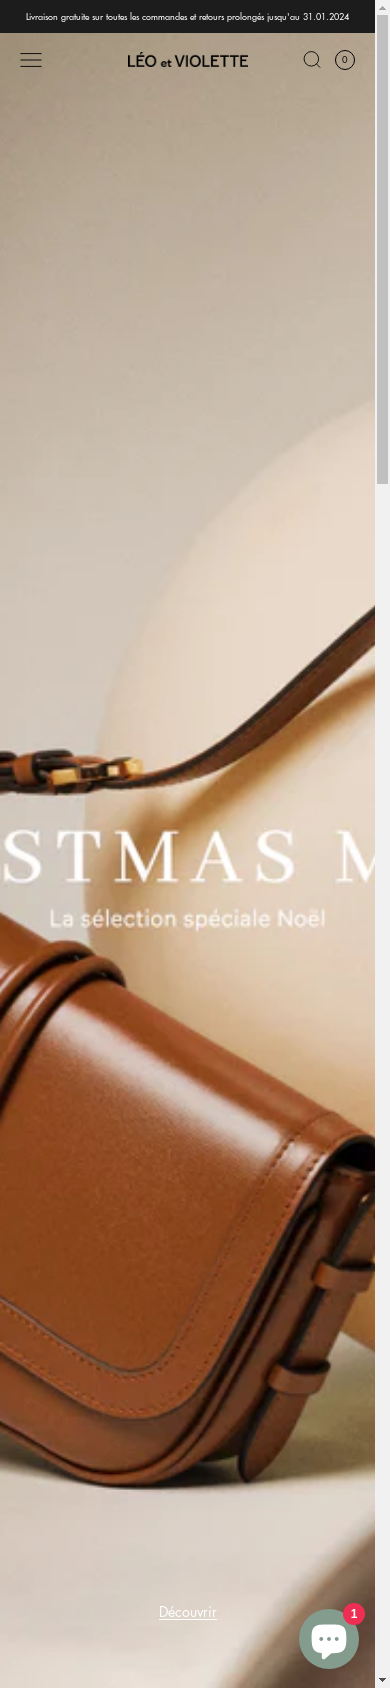 Livraison gratuite sur toutes les commandes et retours prolongés jusqu'au 31.01.2024
LÉO et VIOLETTE
0
STMAS M
La sélection spéciale Noël
Découvrir
1